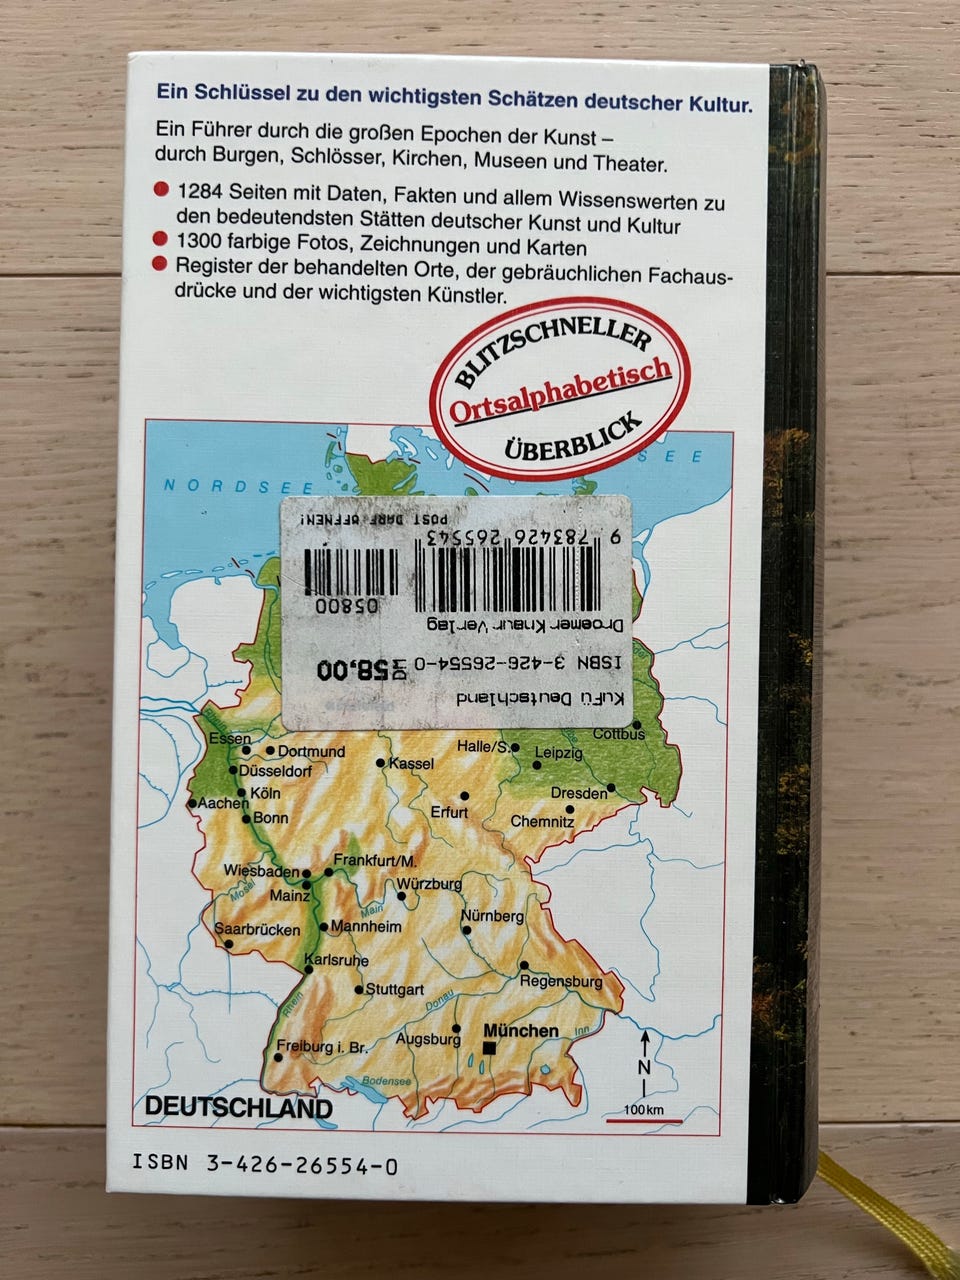 Ein Schlüssel zu den wichtigsten Schätzen deutscher Kultur.
Ein Führer durch die großen Epochen der Kunst –
durch Burgen, Schlösser, Kirchen, Museen und Theater.
● 1284 Seiten mit Daten, Fakten und allem Wissenswerten zu
den bedeutendsten Stätten deutscher Kunst und Kultur
● 1300 farbige Fotos, Zeichnungen und Karten
● Register der behandelten Orte, der gebräuchlichen Fachaus-
drücke und der wichtigsten Künstler.
BLITZSCHNELLER
Ortsalphabetisch
ÜBERBLICK
NORDSEE
SEE
KuFü Deutschland
ISBN 3-426-26554-0
DM 58,00
Droemer Knaur Verlag
05800
9 783426 265543
POST DARF ÖFFNEN!
Cottbus
Essen
Dortmund
Halle/S.
Leipzig
Düsseldorf
Kassel
Köln
Dresden
Aachen
Erfurt
Bonn
Chemnitz
Frankfurt/M.
Wiesbaden
Würzburg
Mosel
Mainz
Main
Nürnberg
Saarbrücken
Mannheim
Karlsruhe
Regensburg
Stuttgart
Rhein
Donau
München
Inn
Augsburg
Freiburg i. Br.
Bodensee
N
DEUTSCHLAND
100 km
ISBN 3-426-26554-0